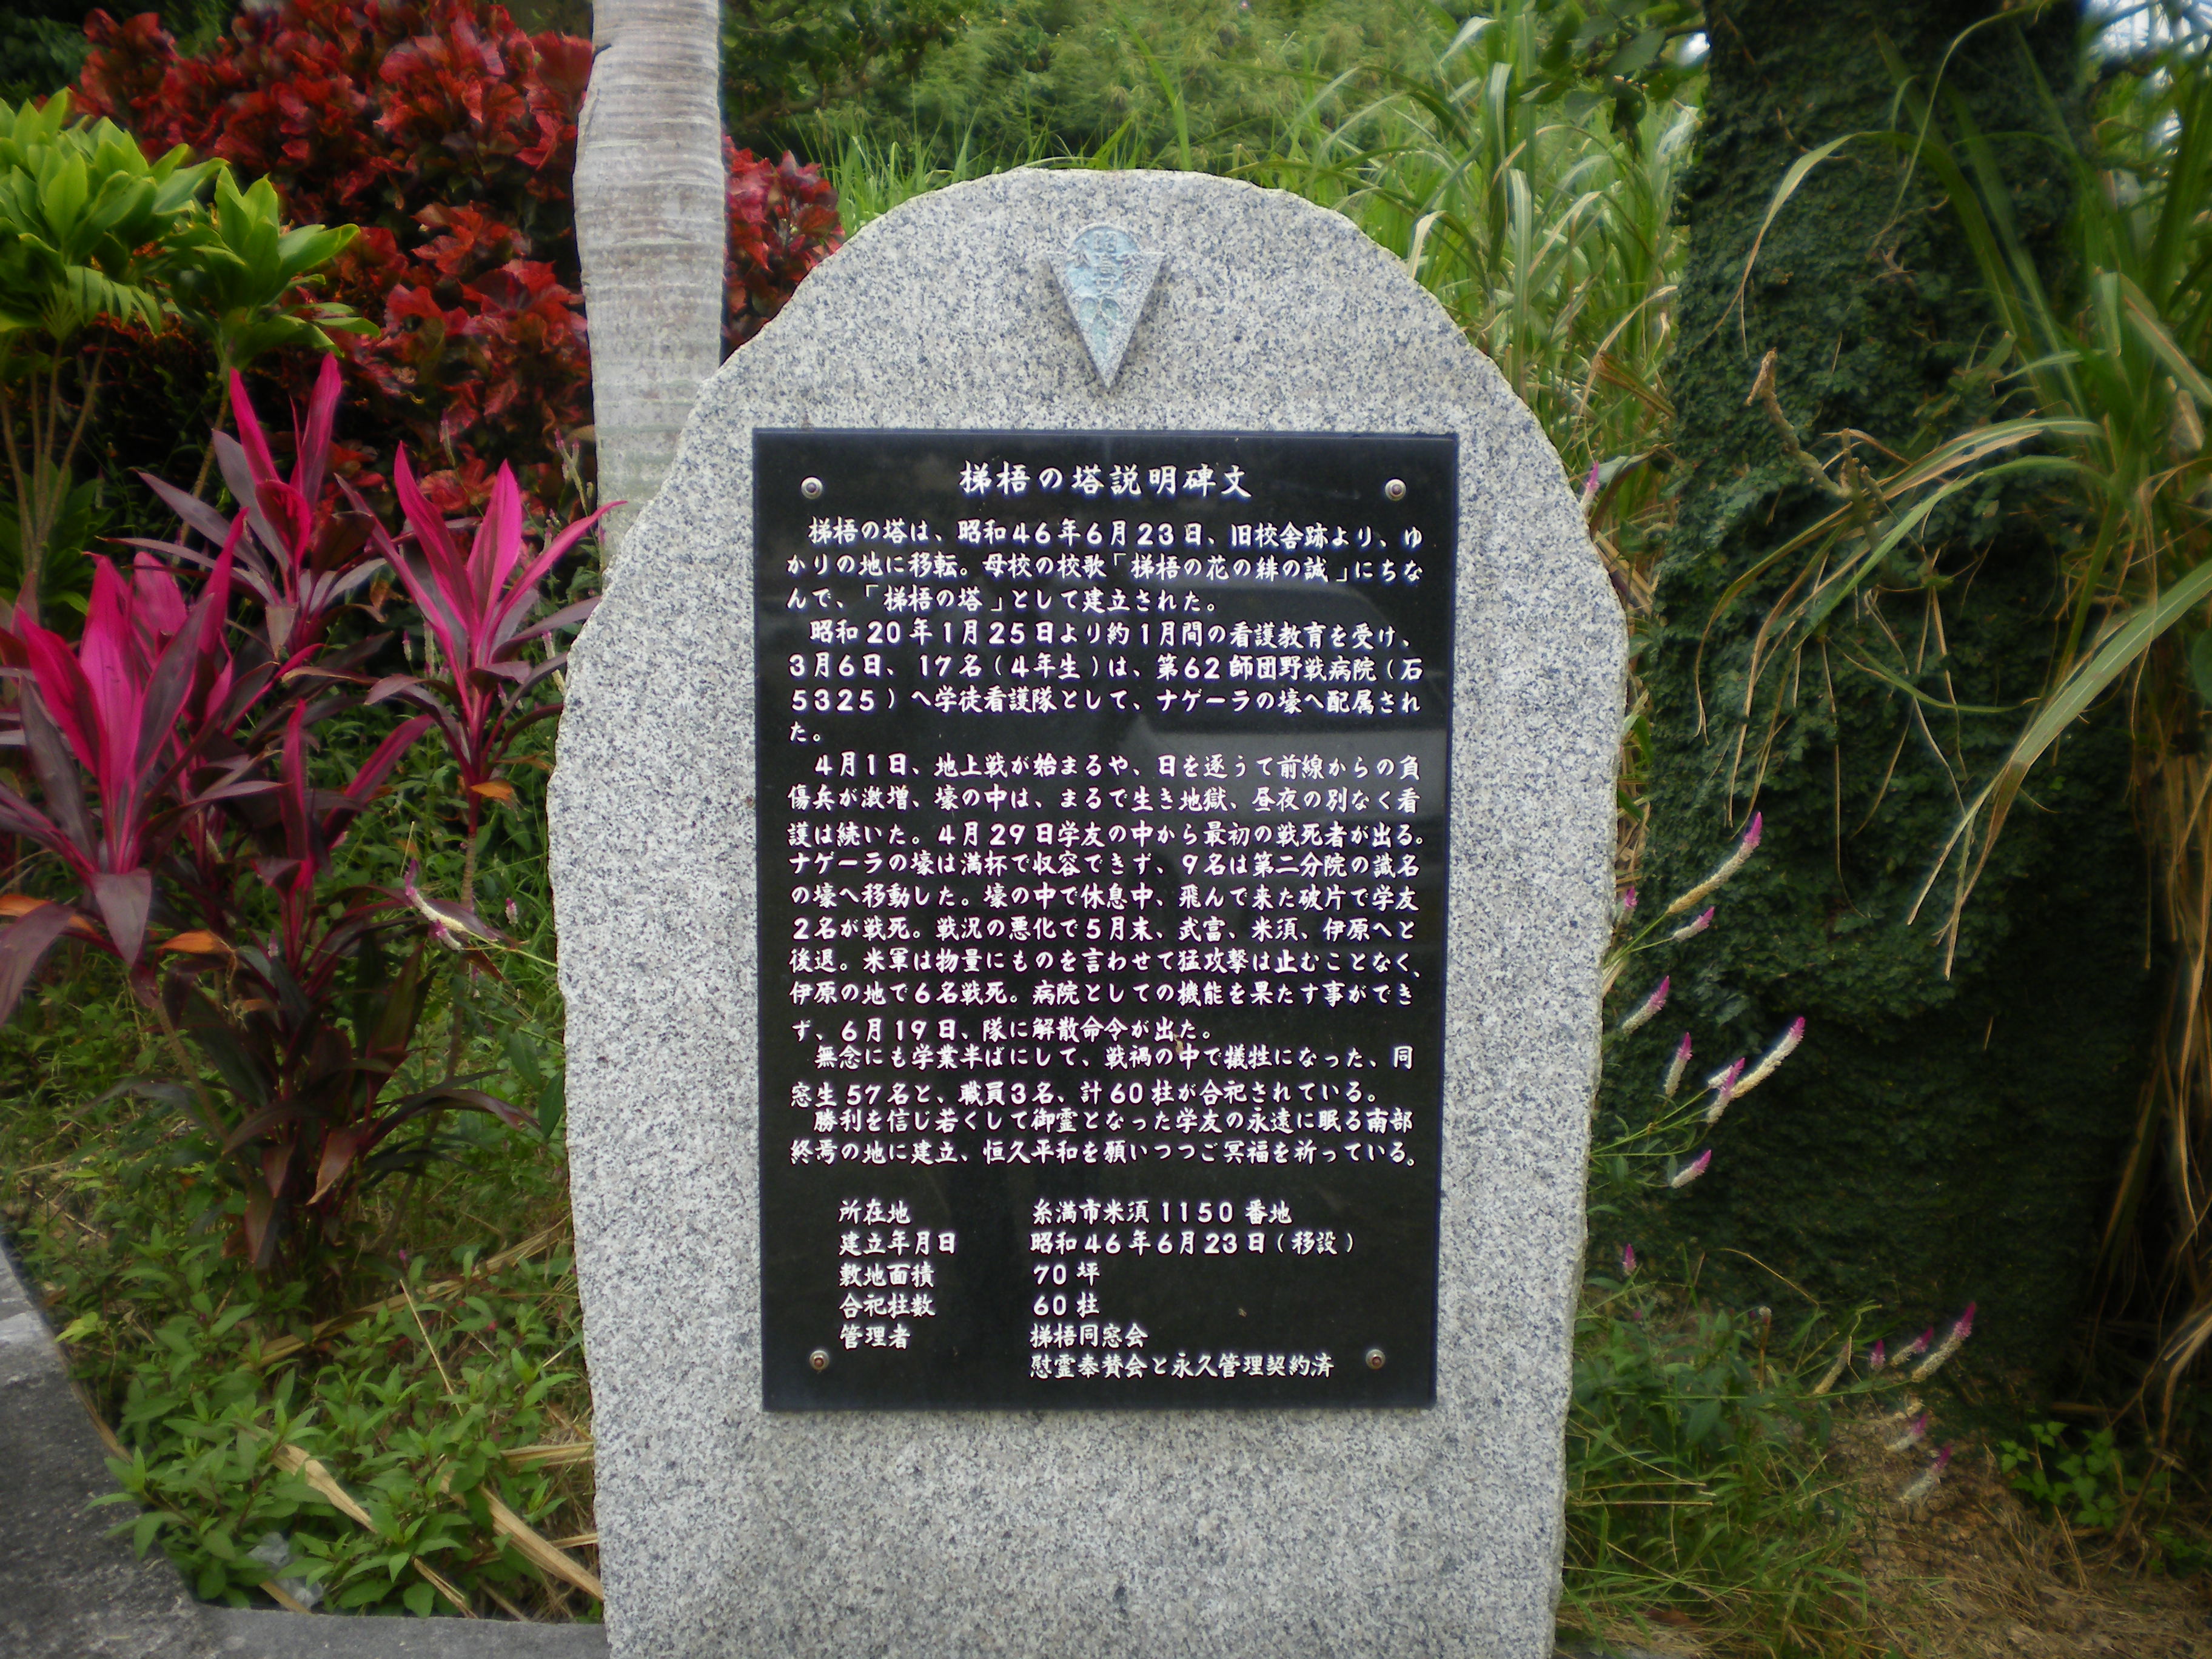 梯梧の塔説明碑文
梯梧の塔は、昭和46年6月23日、旧校舎跡より、ゆ
かりの地に移転。母校の校歌「梯梧の花の緋の誠」にちな
んで、「梯梧の塔」として建立された。
昭和20年1月25日より約1月間の看護教育を受け、
3月6日、17名(4年生)は、第62師団野戦病院(石
5325)へ学徒看護隊として、ナゲーラの壕へ配属され
た。
4月1日、地上戦が始まるや、日を逐うて前線からの負
傷兵が激増、壕の中は、まるで生き地獄、昼夜の別なく看
護は続いた。4月29日学友の中から最初の戦死者が出る。
ナゲーラの壕は満杯で収容できず、9名は第二分院の識名
の壕へ移動した。壕の中で休息中、飛んで来た破片で学友
2名が戦死。戦況の悪化で5月末、武富、米須、伊原へと
後退。米軍は物量にものを言わせて猛攻撃は止むことなく、
伊原の地で6名戦死。病院としての機能を果たす事ができ
ず、6月19日、隊に解散命令が出た。
無念にも学業半ばにして、戦禍の中で犠牲になった、同
窓生57名と、職員3名、計60柱が合祀されている。
勝利を信じ若くして御霊となった学友の永遠に眠る南部
終焉の地に建立、恒久平和を願いつつご冥福を祈っている。
所在地 糸満市米須1150番地
建立年月日 昭和46年6月23日(移設)
敷地面積 70坪
合祀柱数 60柱
管理者 梯梧同窓会
慰霊奉賛会と永久管理契約済